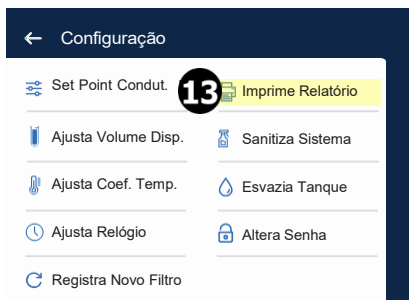 Configuração
Set Point Condut.
13
Imprime Relatório
Ajusta Volume Disp.
Sanitiza Sistema
Ajusta Coef. Temp.
Esvazia Tanque
Ajusta Relógio
Altera Senha
Registra Novo Filtro